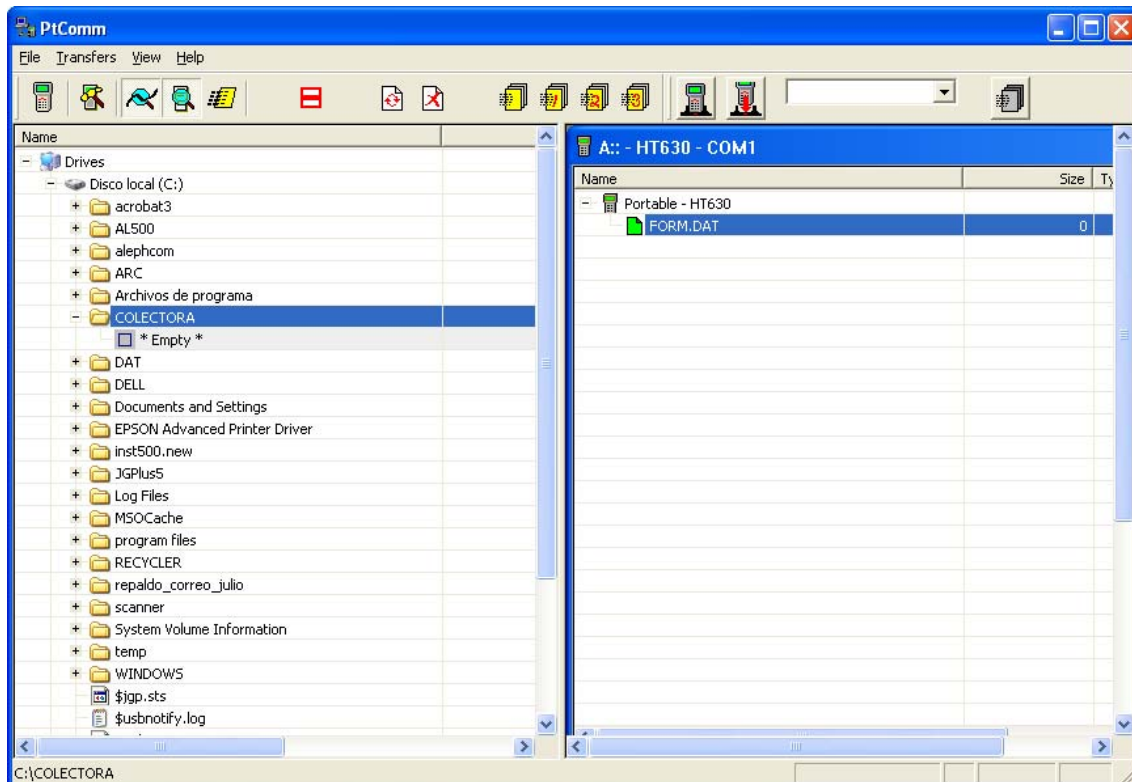 PtComm
File Transfers View Help
Name
Drives
Disco local (C:)
acrobat3
AL500
alephcom
ARC
Archivos de programa
COLECTORA
* Empty *
DAT
DELL
Documents and Settings
EPSON Advanced Printer Driver
inst500.new
JGPlus5
Log Files
MSOCache
program files
RECYCLER
repaldo_correo_julio
scanner
System Volume Information
temp
WINDOWS
$jgp.sts
$usbnotify.log
A:: - HT630 - COM1
Name Size Ty
Portable - HT630
FORM.DAT 0
C:\COLECTORA